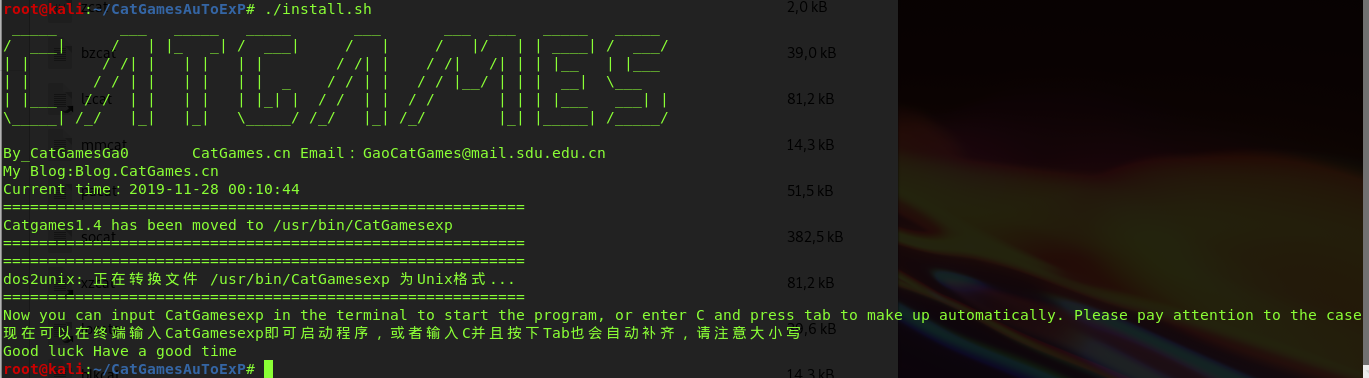 root@kali:~/CatGamesAuToExP# ./install.sh
CATGAMES
By_CatGamesGa0 CatGames.cn Email：GaoCatGames@mail.sdu.edu.cn
My Blog:Blog.CatGames.cn
Current time: 2019-11-28 00:10:44
==========================================================
Catgames1.4 has been moved to /usr/bin/CatGamesexp
==========================================================
==========================================================
dos2unix: 正在转换文件 /usr/bin/CatGamesexp 为Unix格式...
==========================================================
Now you can input CatGamesexp in the terminal to start the program, or enter C and press tab to make up automatically. Please pay attention to the case
现在可以在终端输入CatGamesexp即可启动程序，或者输入C并且按下Tab也会自动补齐，请注意大小写
Good luck Have a good time
root@kali:~/CatGamesAuToExP#
2,0 kB
bzcat
39,0 kB
81,2 kB
mmcat
14,3 kB
51,5 kB
socat
382,5 kB
81,2 kB
14,3 kB